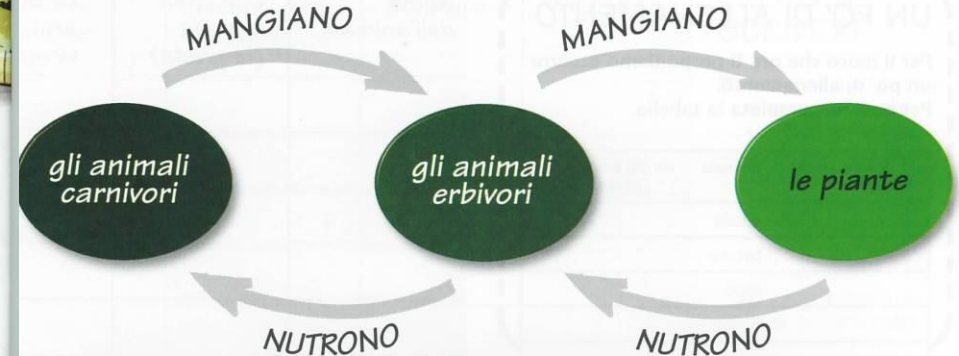 MANGIANO
MANGIANO
gli animali
carnivori
gli animali
erbivori
le piante
NUTRONO
NUTRONO